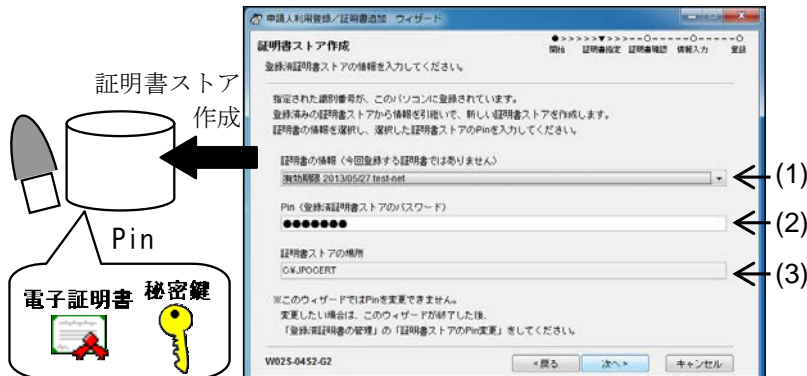 証明書ストア
作成
Pin
電子証明書
秘密鍵
申請人利用登録／証明書追加　ウィザード
証明書ストア作成
●>>>>>▼>>>--○-----○-----○
開始　証明書指定　証明書確認　情報入力　登録
登録済証明書ストアの情報を入力してください。
指定された識別番号が、このパソコンに登録されています。
登録済みの証明書ストアから情報を引継いで、新しい証明書ストアを作成します。
証明書の情報を選択し、選択した証明書ストアのPinを入力してください。
証明書の情報（今回登録する証明書ではありません）
有効期限 2013/05/27 test-net
(1)
Pin（登録済証明書ストアのパスワード）
●●●●●●●
(2)
証明書ストアの場所
C:¥JPOCERT
(3)
※このウィザードではPinを変更できません。
変更したい場合は、このウィザードが終了した後、
「登録済証明書の管理」の「証明書ストアのPin変更」をしてください。
W02S-04S2-G2
<戻る
次へ>
キャンセル